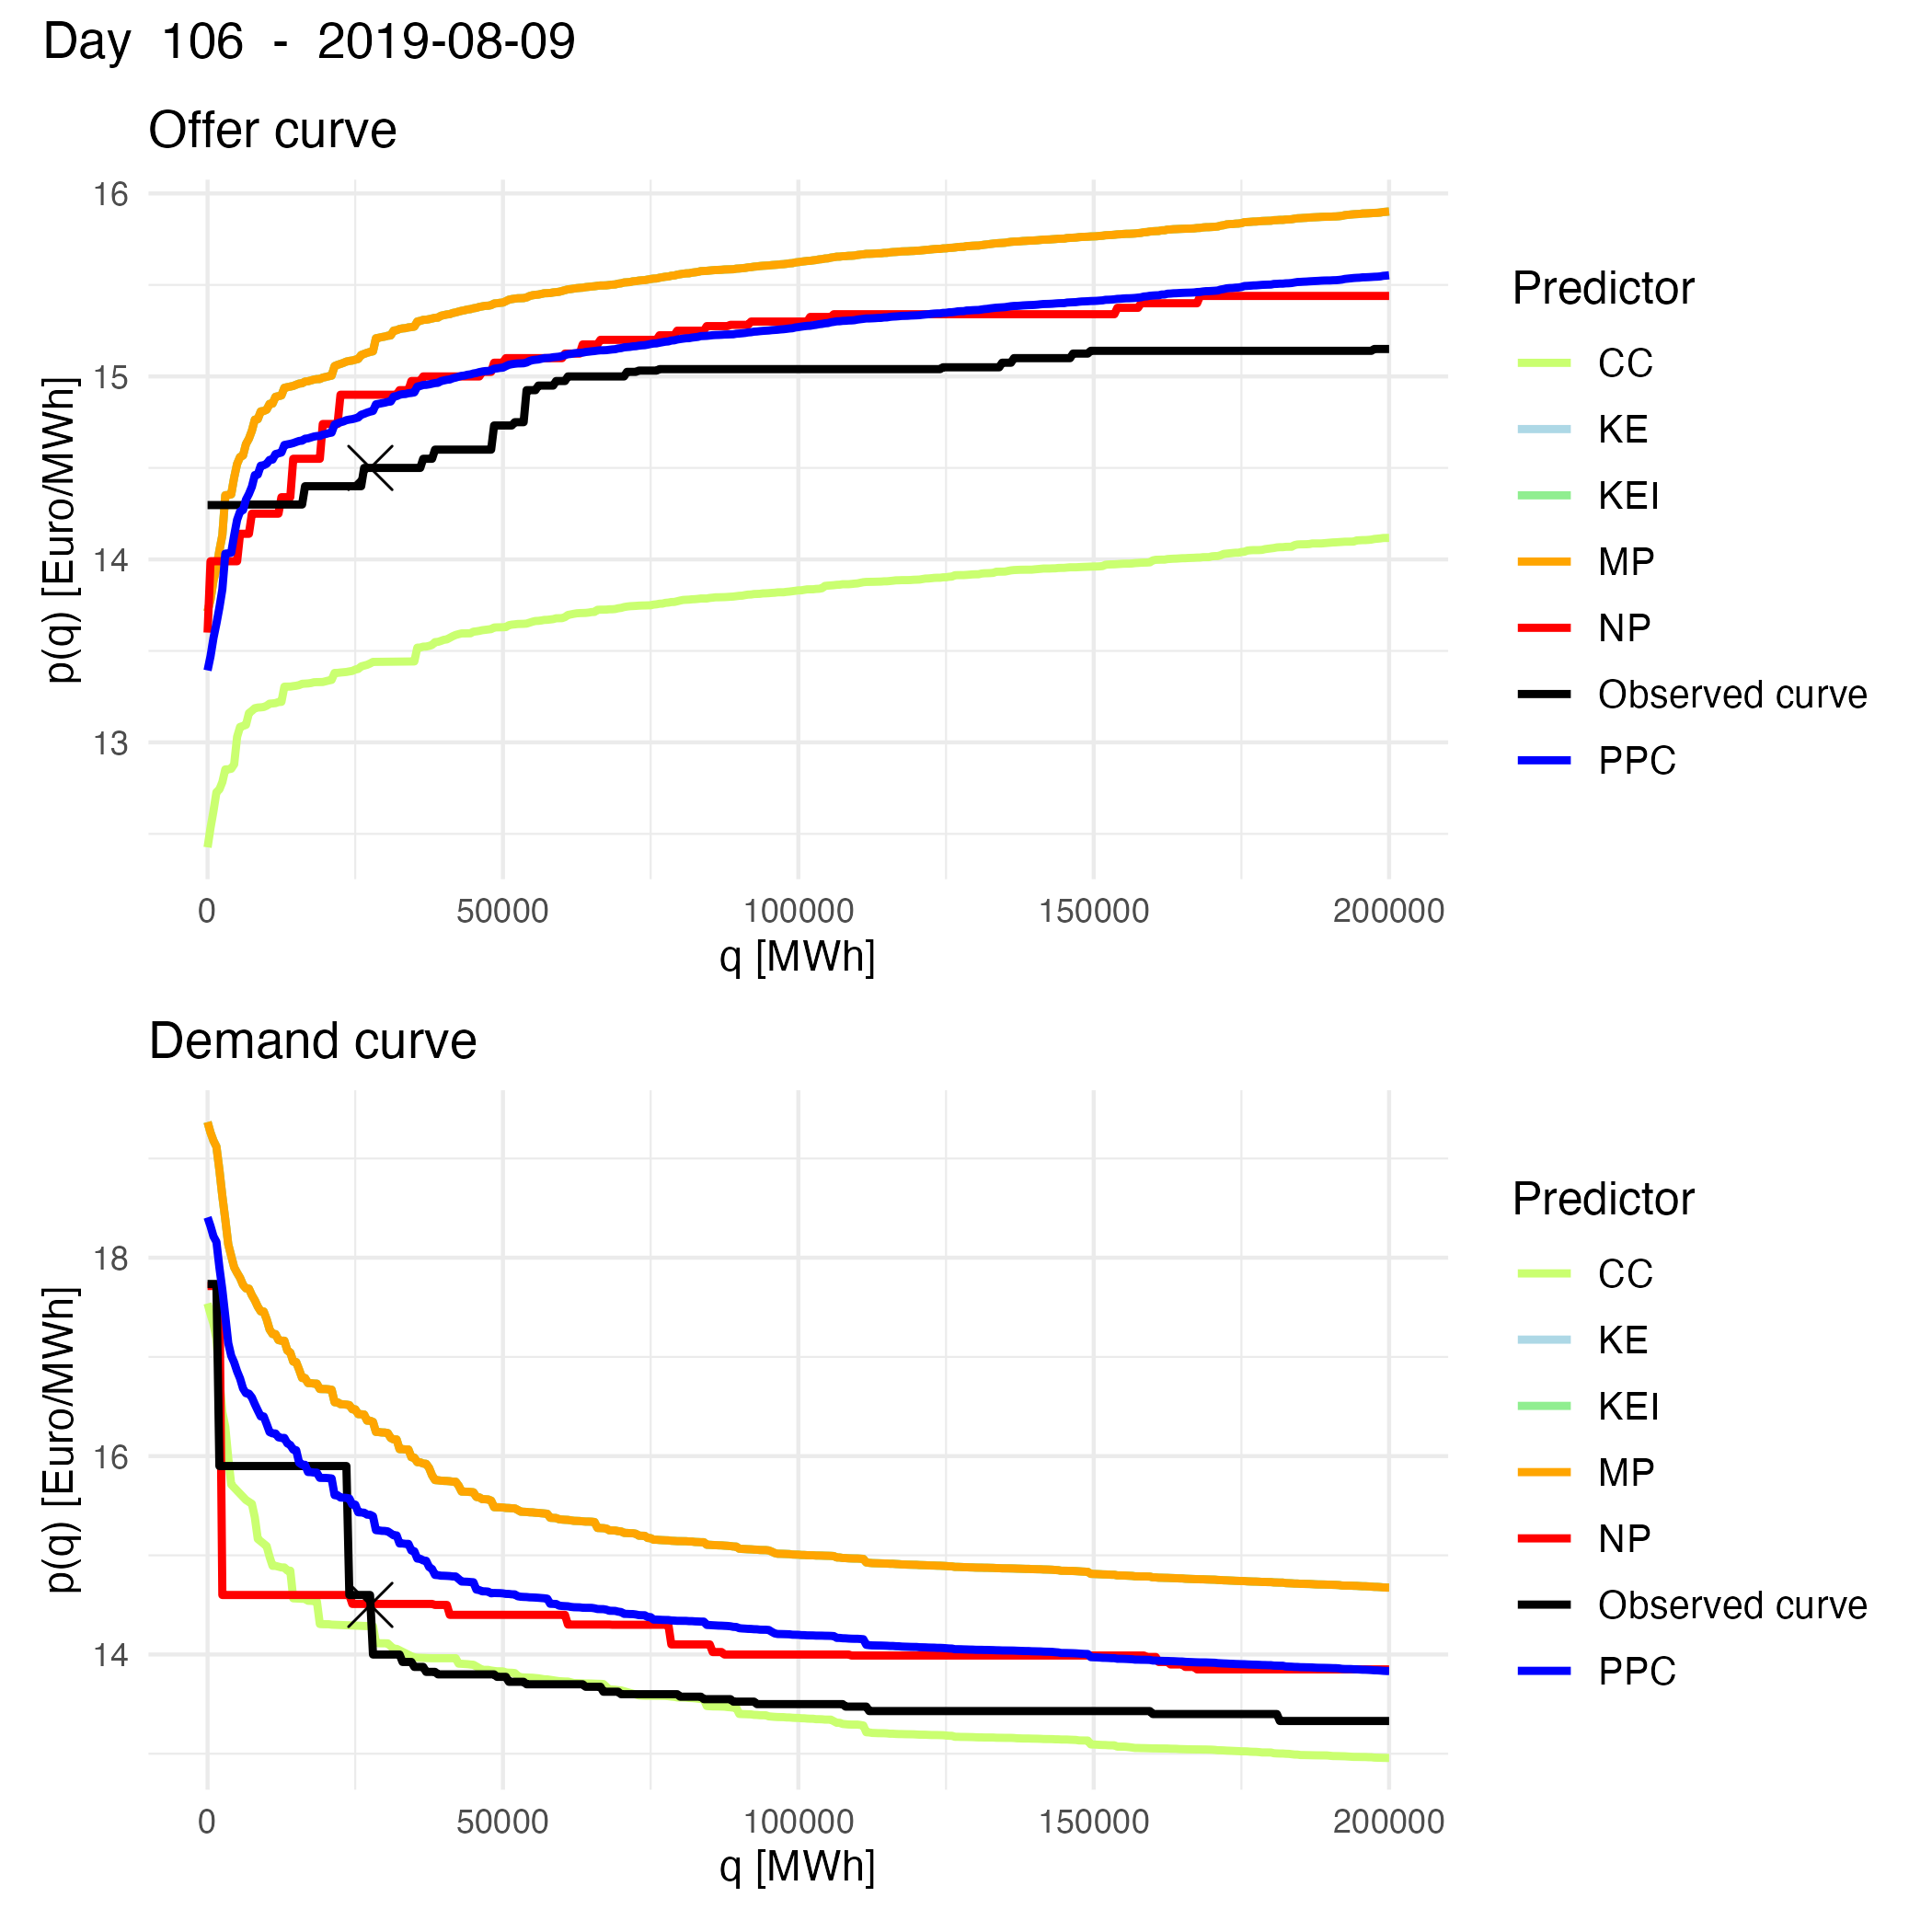 Day 106 - 2019-08-09
Offer curve
16
15
14
13
p(q) [Euro/MWh]
0 50000 100000 150000 200000
q [MWh]
Predictor
CC
KE
KEI
MP
NP
Observed curve
PPC
Demand curve
18
16
14
p(q) [Euro/MWh]
0 50000 100000 150000 200000
q [MWh]
Predictor
CC
KE
KEI
MP
NP
Observed curve
PPC